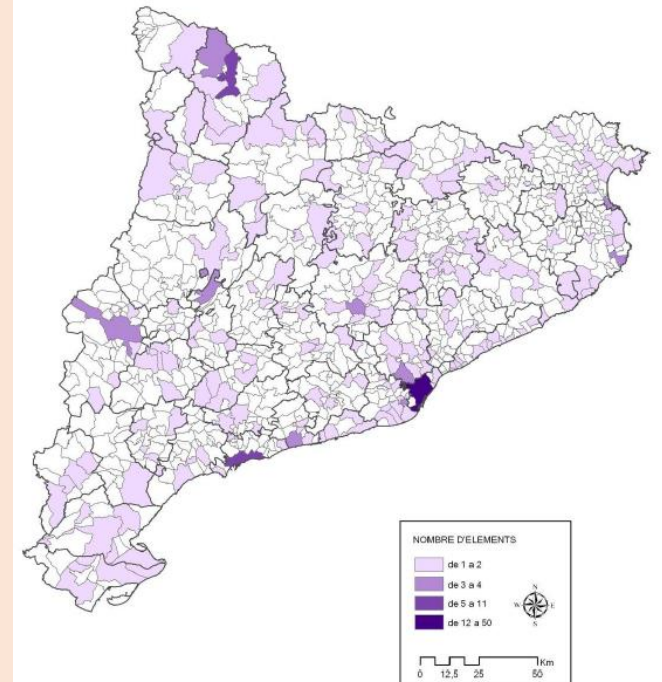 NOMBRE D'ELEMENTS
de 1 a 2
de 3 a 4
de 5 a 11
de 12 a 50
N
W E
S
Km
0 12,5 25 50